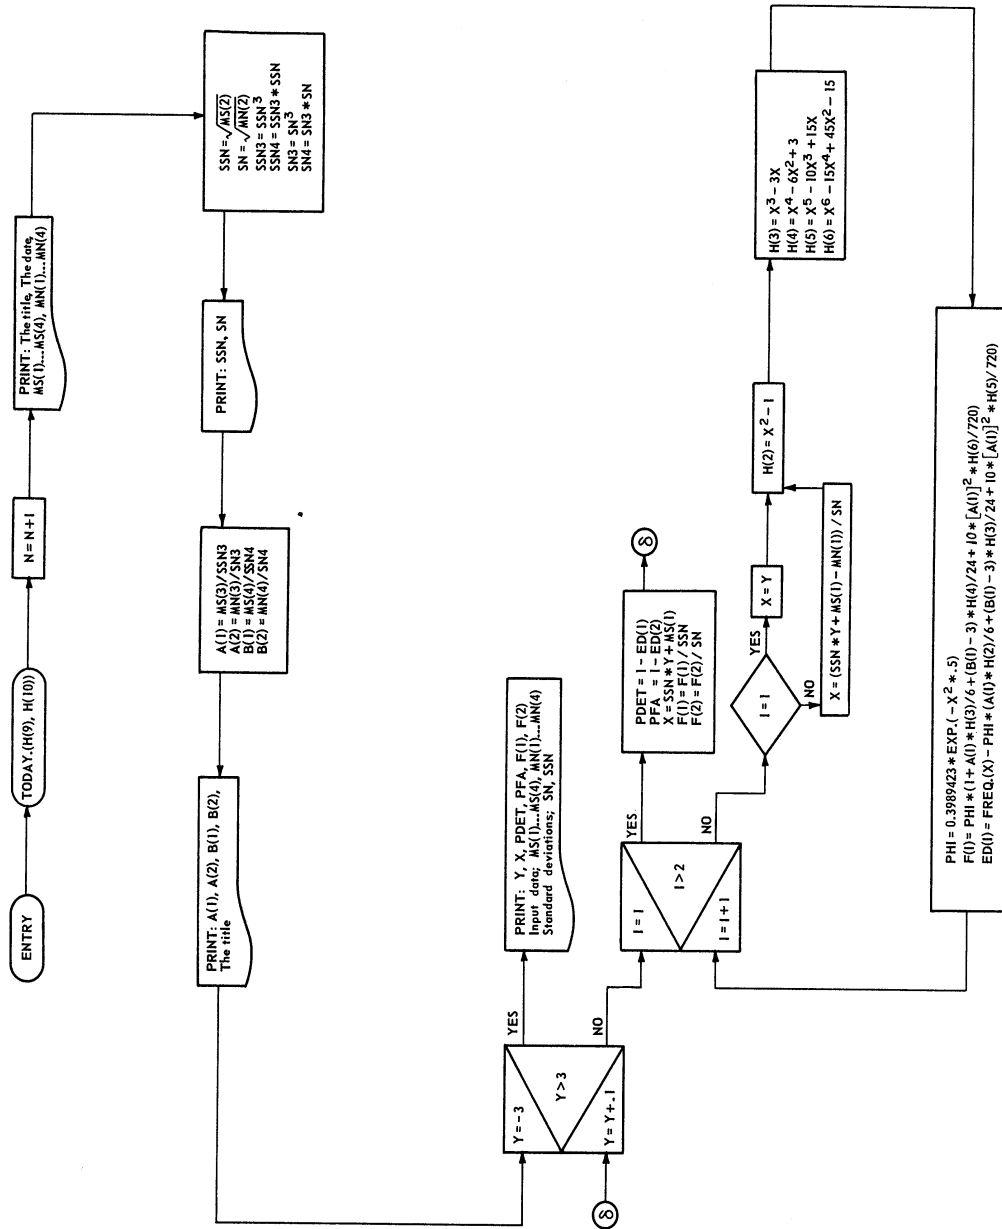 ENTRY
TODAY.(H(9), H(10))
N = N + 1
PRINT: The title, The date,
MS(1)...MS(4), MN(1)...MN(4)
SSN = √MS(2)
SN = √MN(2)
SSN3 = SSN³
SSN4 = SSN3 * SSN
SN3 = SN³
SN4 = SN3 * SN
PRINT: SSN, SN
A(1) = MS(3)/SSN3
A(2) = MN(3)/SN3
B(1) = MS(4)/SSN4
B(2) = MN(4)/SN4
PRINT: A(1), A(2), B(1), B(2),
The title
Y = -3
Y > 3
Y = Y + .1
δ
YES
NO
PRINT: Y, X, PDET, PFA, F(1), F(2)
Input data; MS(1)...MS(4), MN(1)...MN(4)
Standard deviations; SN, SSN
I = 1
I > 2
I = I + 1
YES
NO
PDET = 1 - ED(1)
PFA = 1 - ED(2)
X = SSN * Y + MS(1)
F(1) = F(1) / SSN
F(2) = F(2) / SN
δ
I = 1
YES
NO
X = Y
X = (SSN * Y + MS(1) - MN(1)) / SN
H(2) = X² - 1
H(3) = X³ - 3X
H(4) = X⁴ - 6X² + 3
H(5) = X⁵ - 10X³ + 15X
H(6) = X⁶ - 15X⁴ + 45X² - 15
PHI = 0.3989423 * EXP.(-X² * .5)
F(I) = PHI * (1 + A(I) * H(3)/6 + (B(I) - 3) * H(4)/24 + 10 * [A(I)]² * H(6)/720)
ED(I) = FREQ.(X) - PHI * (A(I) * H(2)/6 + (B(I) - 3) * H(3)/24 + 10 * [A(I)]² * H(5)/720)